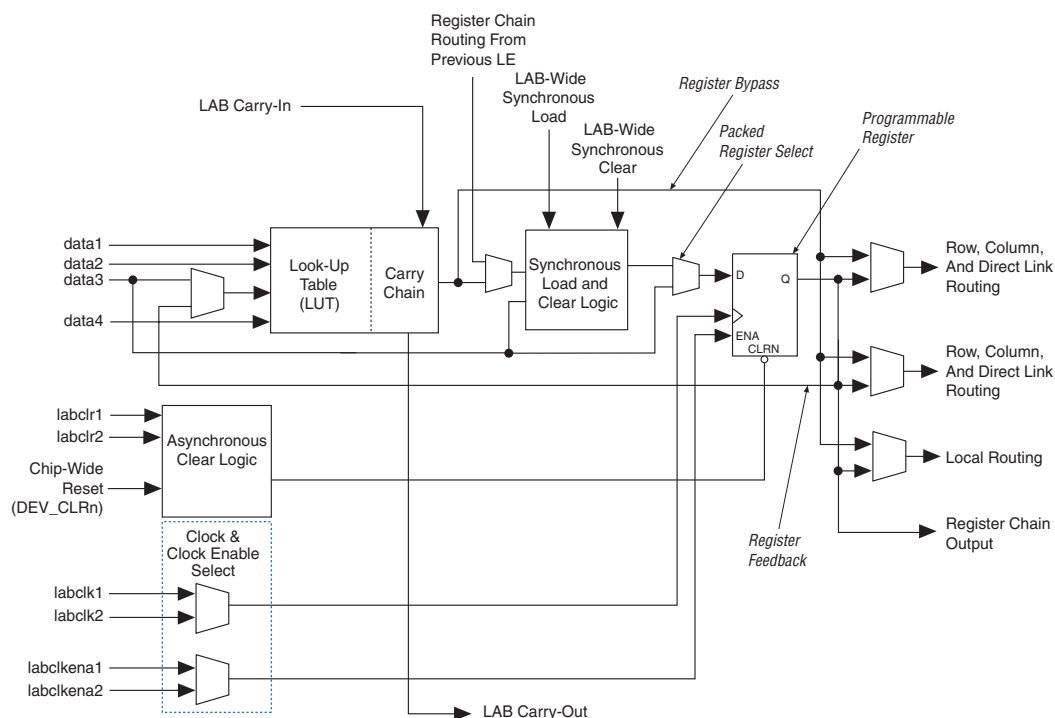 Register Chain
Routing From
Previous LE
LAB-Wide
Synchronous
Load
Register Bypass
LAB Carry-In
LAB-Wide
Synchronous
Clear
Packed
Register Select
Programmable
Register
data1
data2
data3
data4
Look-Up
Table
(LUT)
Carry
Chain
Synchronous
Load and
Clear Logic
D
Q
ENA
CLRN
Row, Column,
And Direct Link
Routing
Row, Column,
And Direct Link
Routing
labclr1
labclr2
Chip-Wide
Reset
(DEV_CLRn)
Asynchronous
Clear Logic
Local Routing
Register
Feedback
Register Chain
Output
Clock &
Clock Enable
Select
labclk1
labclk2
labclkena1
labclkena2
LAB Carry-Out